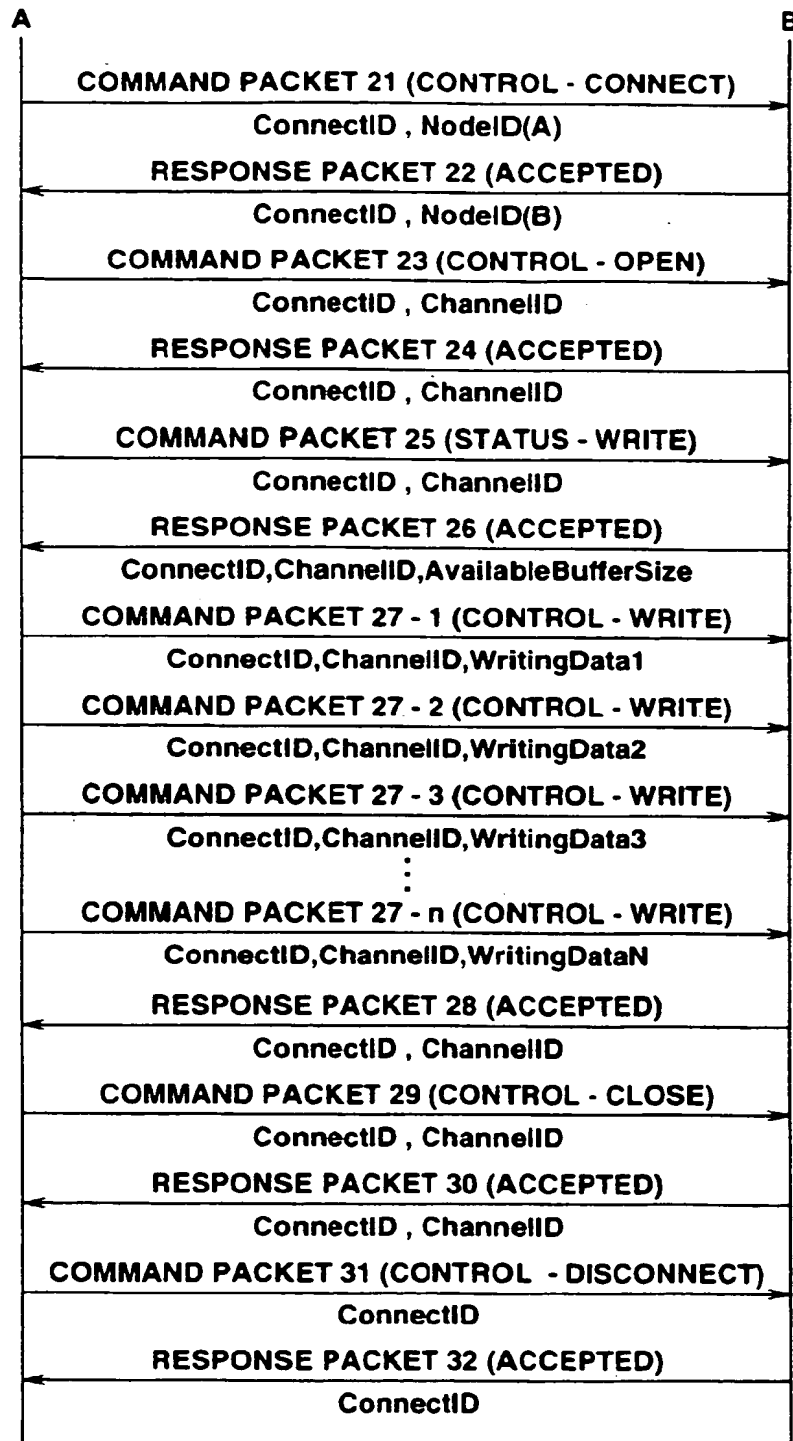 A B
COMMAND PACKET 21 (CONTROL - CONNECT)
ConnectID , NodeID(A)
RESPONSE PACKET 22 (ACCEPTED)
ConnectID , NodeID(B)
COMMAND PACKET 23 (CONTROL - OPEN)
ConnectID , ChannelID
RESPONSE PACKET 24 (ACCEPTED)
ConnectID , ChannelID
COMMAND PACKET 25 (STATUS - WRITE)
ConnectID , ChannelID
RESPONSE PACKET 26 (ACCEPTED)
ConnectID,ChannelID,AvailableBufferSize
COMMAND PACKET 27 - 1 (CONTROL - WRITE)
ConnectID,ChannelID,WritingData1
COMMAND PACKET 27 - 2 (CONTROL - WRITE)
ConnectID,ChannelID,WritingData2
COMMAND PACKET 27 - 3 (CONTROL - WRITE)
ConnectID,ChannelID,WritingData3
⋮
COMMAND PACKET 27 - n (CONTROL - WRITE)
ConnectID,ChannelID,WritingDataN
RESPONSE PACKET 28 (ACCEPTED)
ConnectID , ChannelID
COMMAND PACKET 29 (CONTROL - CLOSE)
ConnectID , ChannelID
RESPONSE PACKET 30 (ACCEPTED)
ConnectID , ChannelID
COMMAND PACKET 31 (CONTROL - DISCONNECT)
ConnectID
RESPONSE PACKET 32 (ACCEPTED)
ConnectID